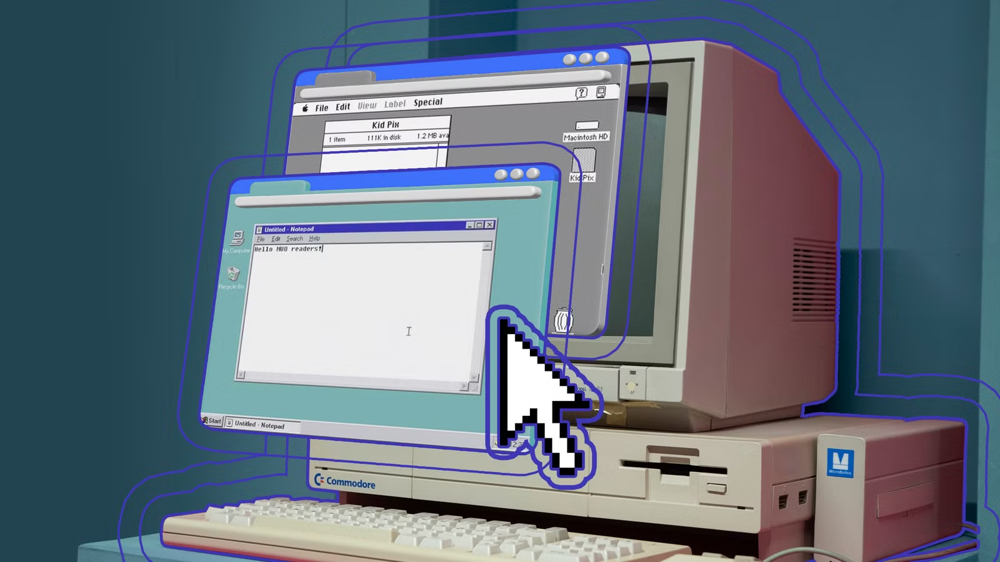 File Edit View Label Special
Kid Pix
1 item 111K in disk 1.2 MB ava
Macintosh HD
Kid Pix
Untitled - Notepad
File Edit Search Help
Hello MUO readers!
My Computer
Recycle Bin
Start Untitled - Notepad
Commodore
MicroBotics